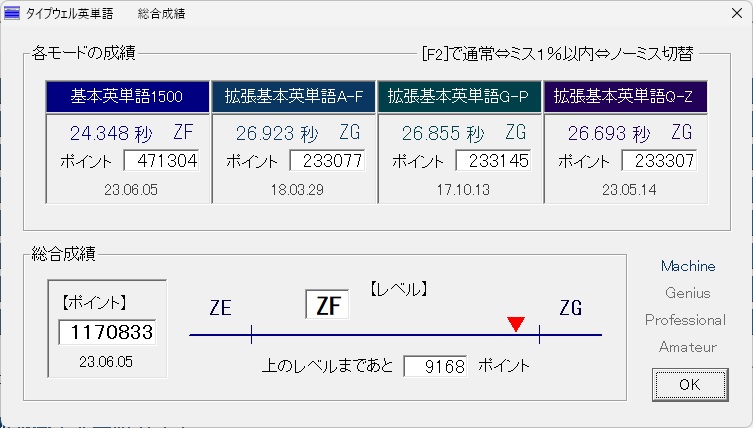 タイプウェル英単語　総合成績
各モードの成績
[F2]で通常⇔ミス1％以内⇔ノーミス切替
基本英単語1500 拡張基本英単語A-F 拡張基本英単語G-P 拡張基本英単語Q-Z
24.348 秒 ZF 26.923 秒 ZG 26.855 秒 ZG 26.693 秒 ZG
ポイント 471304 ポイント 233077 ポイント 233145 ポイント 233307
23.06.05 18.03.29 17.10.13 23.05.14
総合成績
【ポイント】
1170833
23.06.05
【レベル】
ZE ZF ZG
上のレベルまであと 9168 ポイント
Machine
Genius
Professional
Amateur
OK